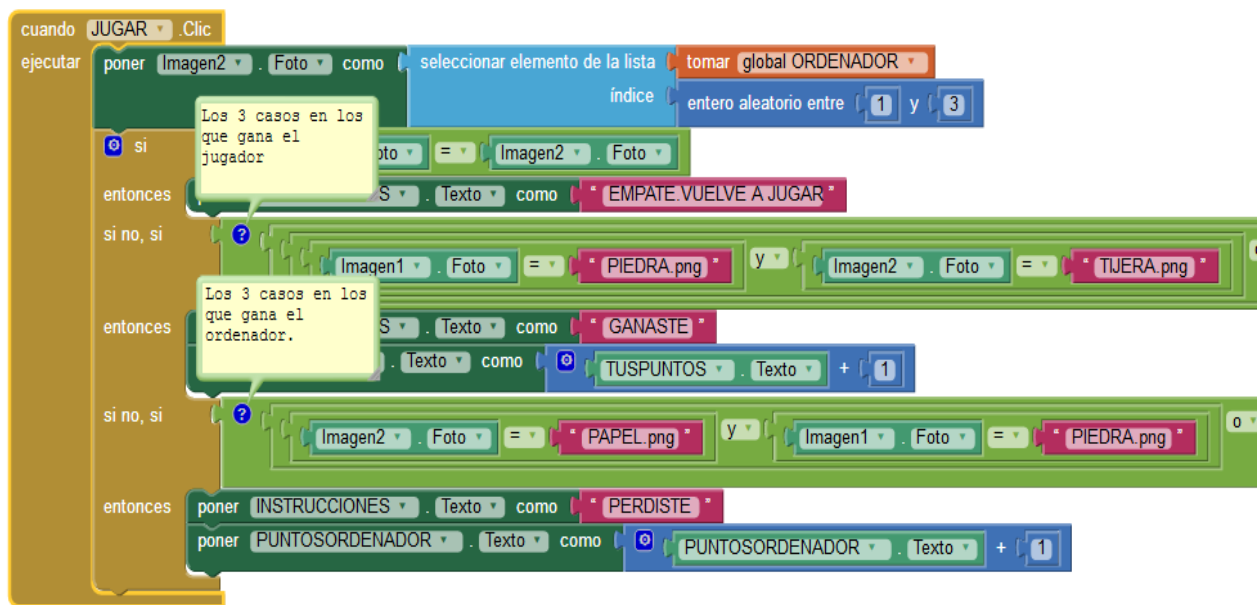 cuando JUGAR .Clic
ejecutar poner Imagen2 . Foto como seleccionar elemento de la lista tomar global ORDENADOR
índice entero aleatorio entre 1 y 3
Los 3 casos en los
que gana el
jugador
si = Imagen2 . Foto
entonces S . Texto como " EMPATE.VUELVE A JUGAR "
si no, si ? Imagen1 . Foto = " PIEDRA.png " y Imagen2 . Foto = " TIJERA.png "
Los 3 casos en los
que gana el
ordenador.
entonces S . Texto como " GANASTE "
. Texto como TUSPUNTOS . Texto + 1
si no, si ? Imagen2 . Foto = " PAPEL.png " y Imagen1 . Foto = " PIEDRA.png " o
entonces poner INSTRUCCIONES . Texto como " PERDISTE "
poner PUNTOSORDENADOR . Texto como PUNTOSORDENADOR . Texto + 1